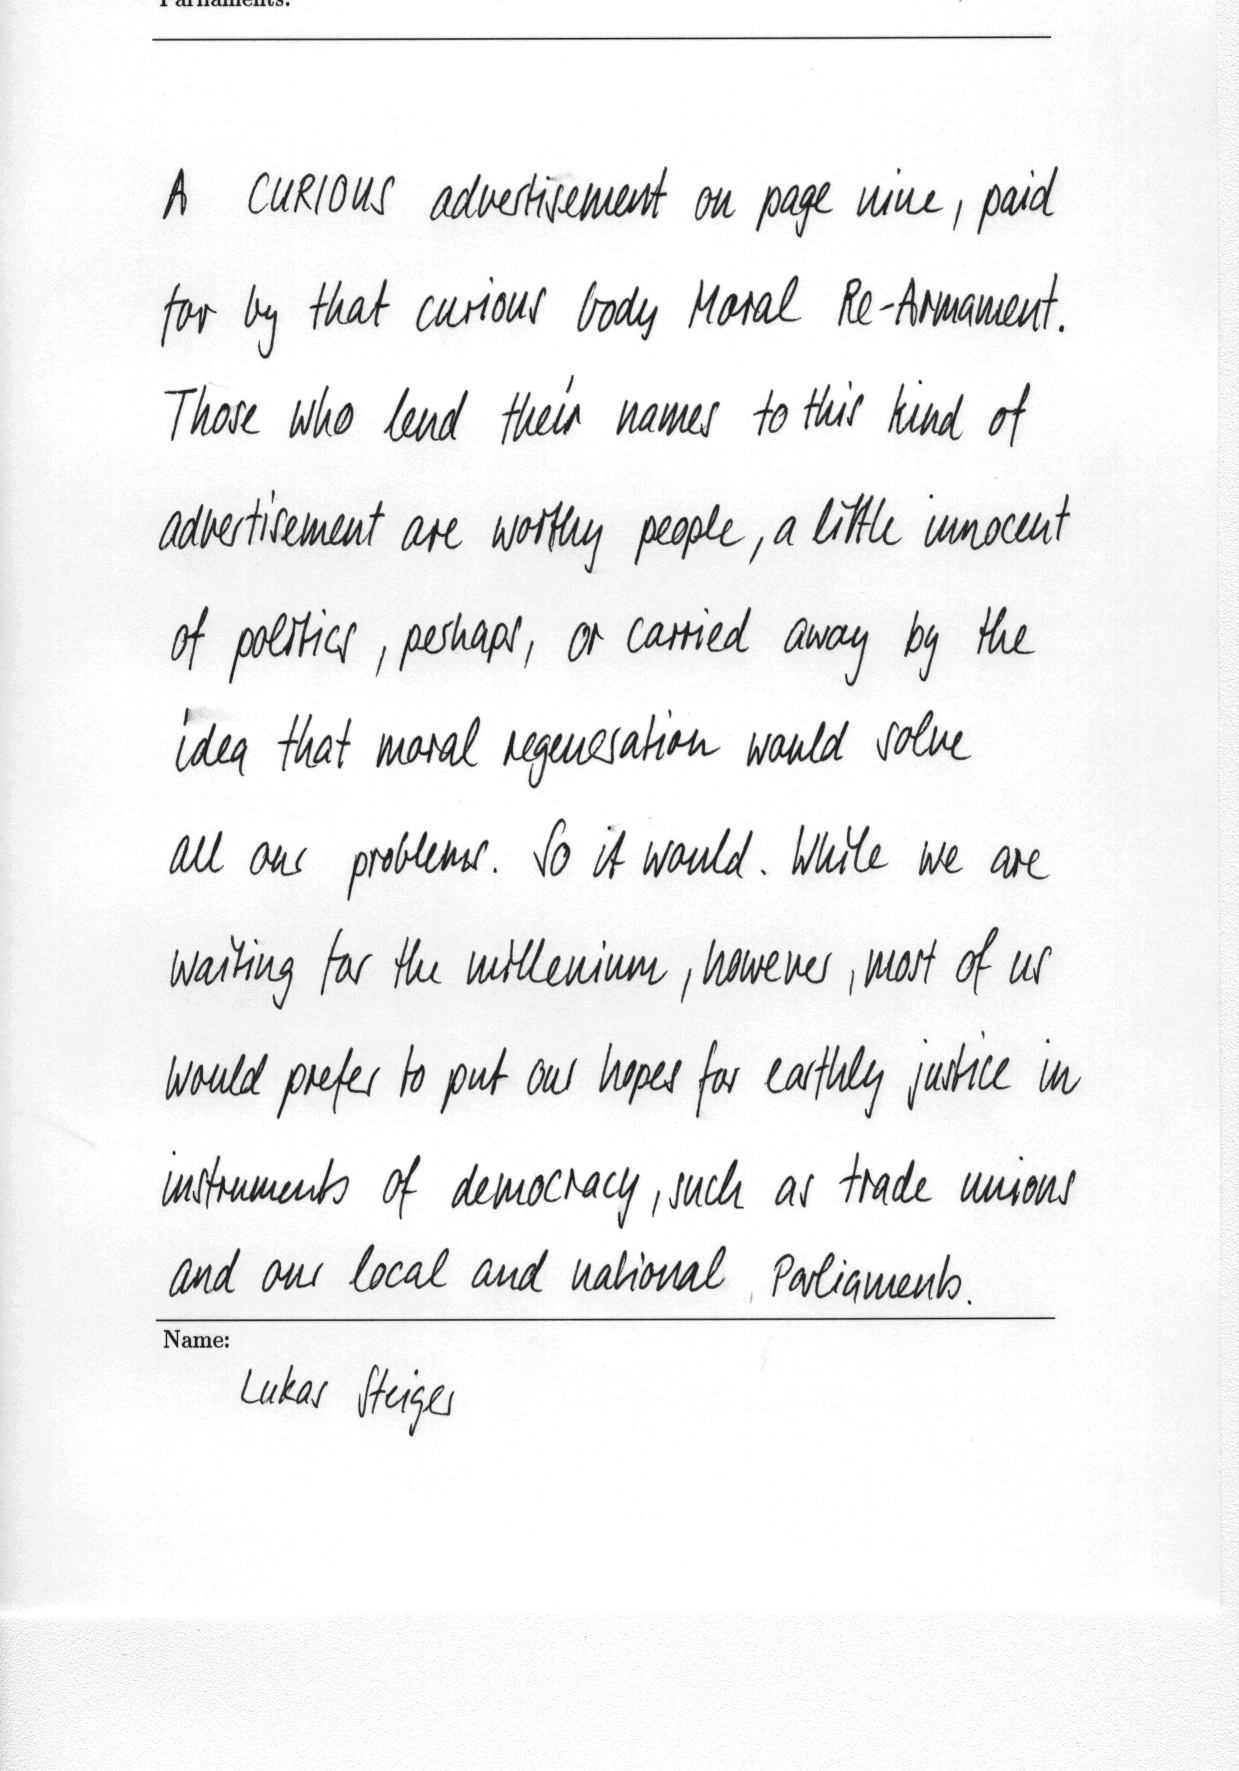 Parliaments.
A CURIOUS advertisement on page nine, paid
for by that curious body Moral Re-Armament.
Those who lend their names to this kind of
advertisement are worthy people, a little innocent
of politics, perhaps, or carried away by the
idea that moral regeneration would solve
all our problems. So it would. While we are
waiting for the millenium, however, most of us
would prefer to put our hopes for earthly justice in
instruments of democracy, such as trade unions
and our local and national Parliaments.
Name:
Lukas Steiger